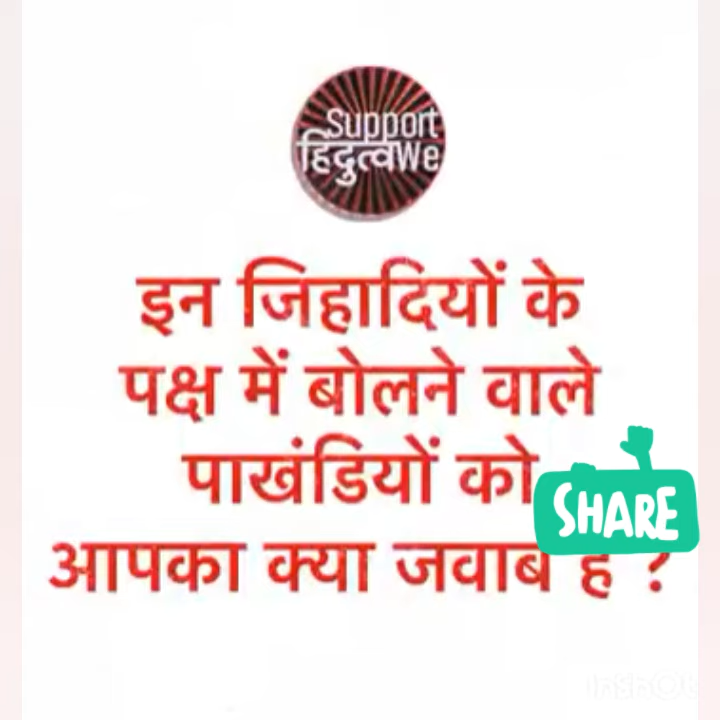 Support
हिंदुत्वWe
इन जिहादियों के
पक्ष में बोलने वाले
पाखंडियों को
SHARE
आपका क्या जवाब है ?